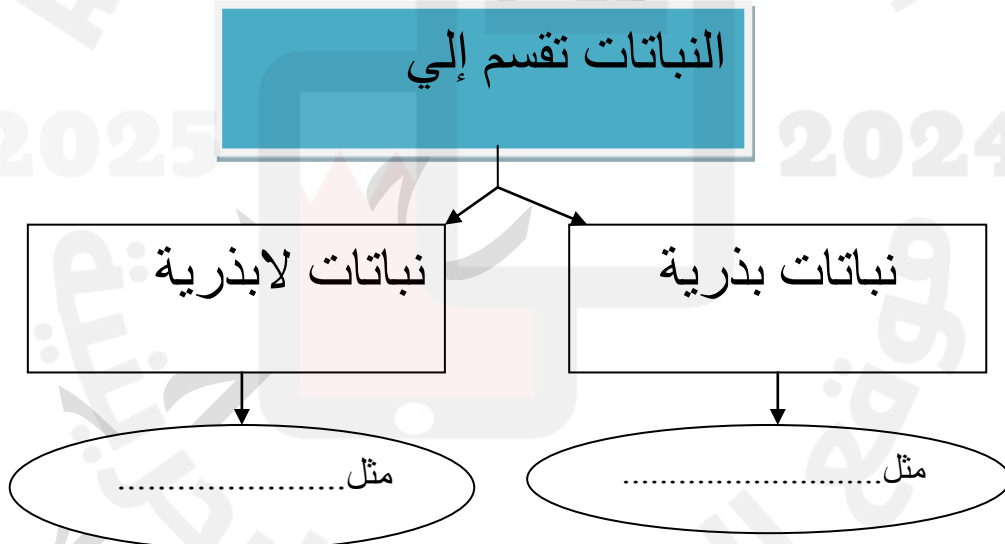 النباتات تقسم إلي
نباتات بذرية
نباتات لابذرية
مثل...........................
مثل.......................
2025
2024